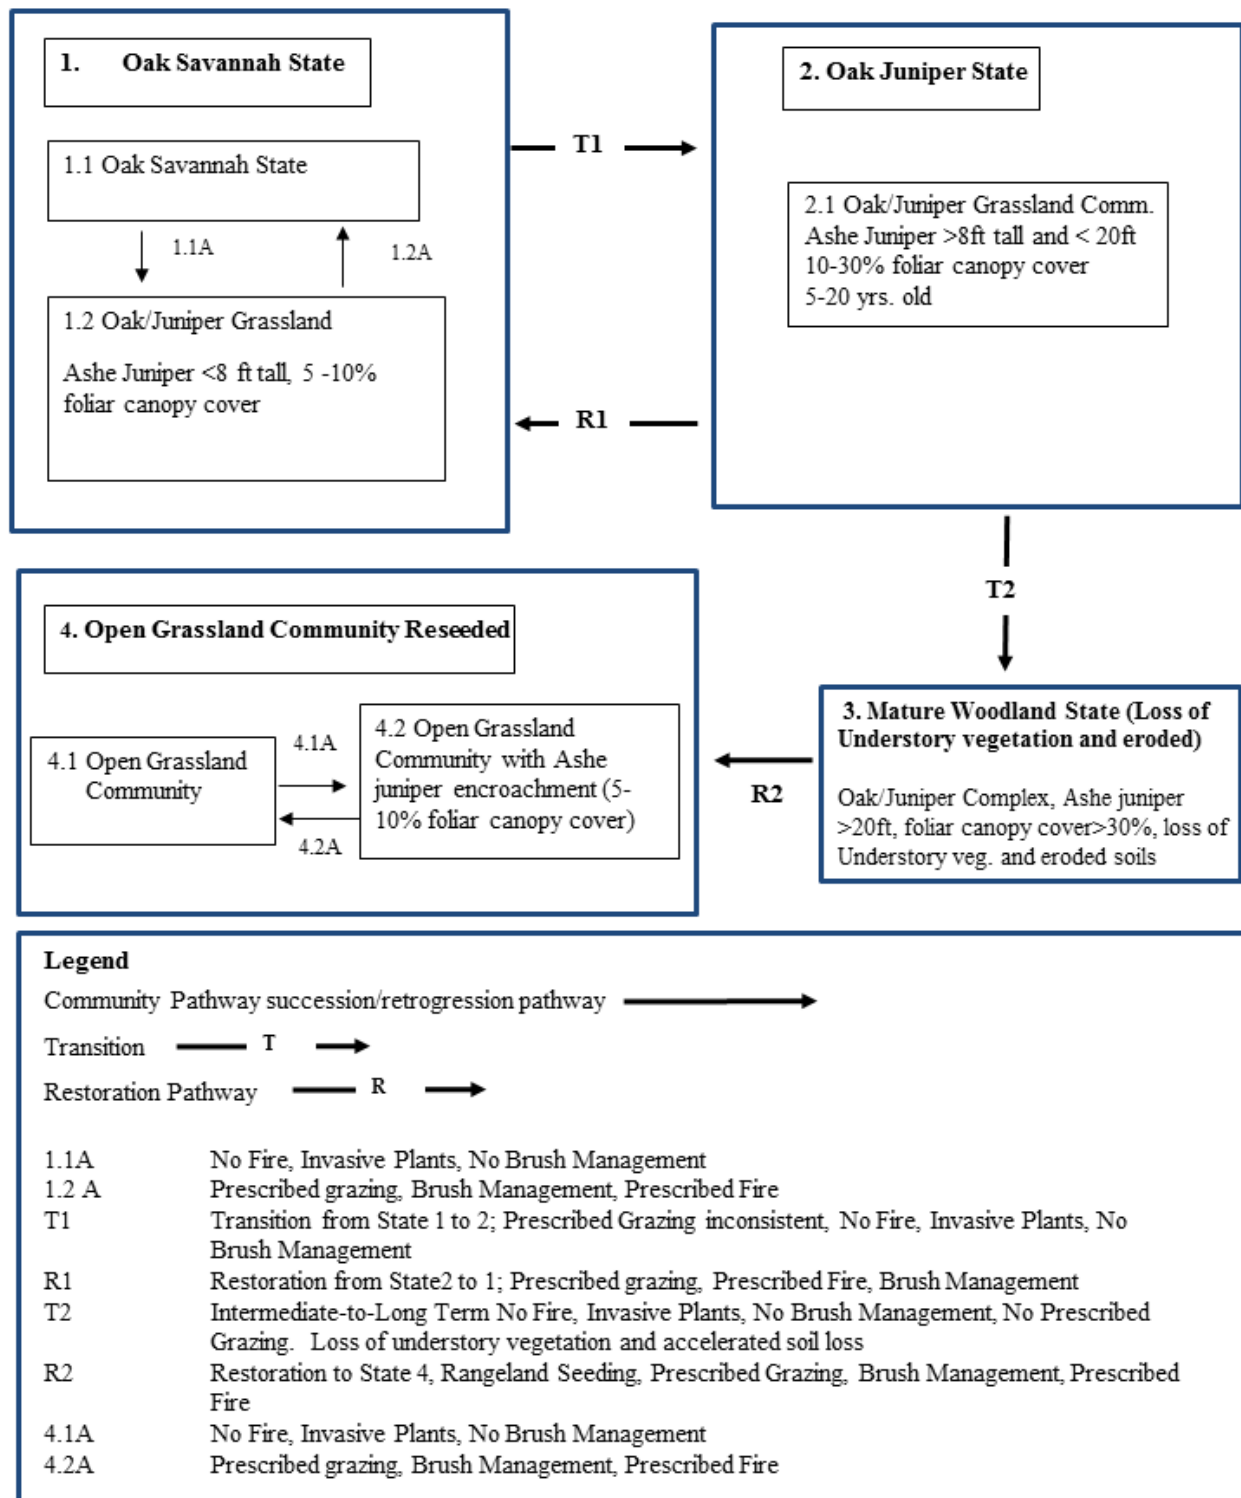 1. Oak Savannah State
1.1 Oak Savannah State
1.1A
1.2A
1.2 Oak/Juniper Grassland
Ashe Juniper <8 ft tall, 5 -10%
foliar canopy cover
T1
R1
2. Oak Juniper State
2.1 Oak/Juniper Grassland Comm.
Ashe Juniper >8ft tall and < 20ft
10-30% foliar canopy cover
5-20 yrs. old
T2
3. Mature Woodland State (Loss of
Understory vegetation and eroded)
Oak/Juniper Complex, Ashe juniper
>20ft, foliar canopy cover>30%, loss of
Understory veg. and eroded soils
R2
4. Open Grassland Community Reseeded
4.1 Open Grassland
Community
4.1A
4.2A
4.2 Open Grassland
Community with Ashe
juniper encroachment (5-
10% foliar canopy cover)
Legend
Community Pathway succession/retrogression pathway
Transition T
Restoration Pathway R
1.1A No Fire, Invasive Plants, No Brush Management
1.2 A Prescribed grazing, Brush Management, Prescribed Fire
T1 Transition from State 1 to 2; Prescribed Grazing inconsistent, No Fire, Invasive Plants, No
Brush Management
R1 Restoration from State2 to 1; Prescribed grazing, Prescribed Fire, Brush Management
T2 Intermediate-to-Long Term No Fire, Invasive Plants, No Brush Management, No Prescribed
Grazing. Loss of understory vegetation and accelerated soil loss
R2 Restoration to State 4, Rangeland Seeding, Prescribed Grazing, Brush Management, Prescribed
Fire
4.1A No Fire, Invasive Plants, No Brush Management
4.2A Prescribed grazing, Brush Management, Prescribed Fire